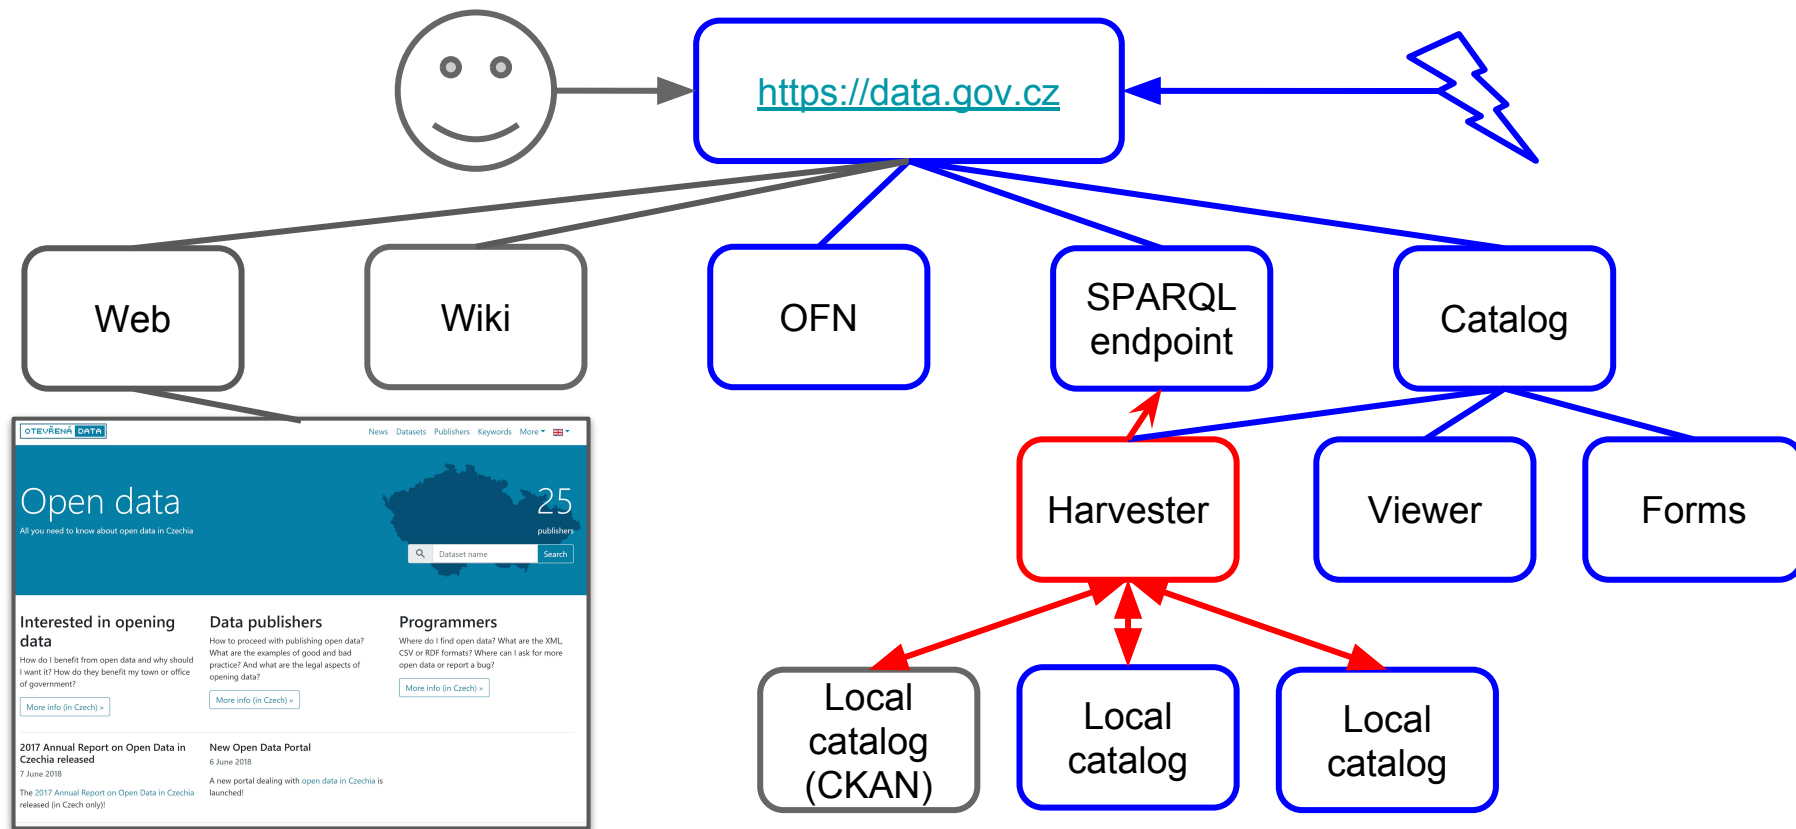 https://data.gov.cz
Web
Wiki
OFN
SPARQL
endpoint
Catalog
OTEVŘENÁ DATA
News Datasets Publishers Keywords More
Open data
All you need to know about open data in Czechia
25
publishers
Dataset name
Search
Interested in opening
data
How do I benefit from open data and why should
I want it? How do they benefit my town or office
of government?
More info (in Czech) »
Data publishers
How to proceed with publishing open data?
What are the examples of good and bad
practice? And what are the legal aspects of
opening data?
More info (in Czech) »
Programmers
Where do I find open data? What are the XML,
CSV or RDF formats? Where can I ask for more
open data or report a bug?
More info (in Czech) »
2017 Annual Report on Open Data in
Czechia released
7 June 2018
The 2017 Annual Report on Open Data in Czechia
released (in Czech only)!
New Open Data Portal
6 June 2018
A new portal dealing with open data in Czechia is
launched!
Harvester
Viewer
Forms
Local
catalog
(CKAN)
Local
catalog
Local
catalog